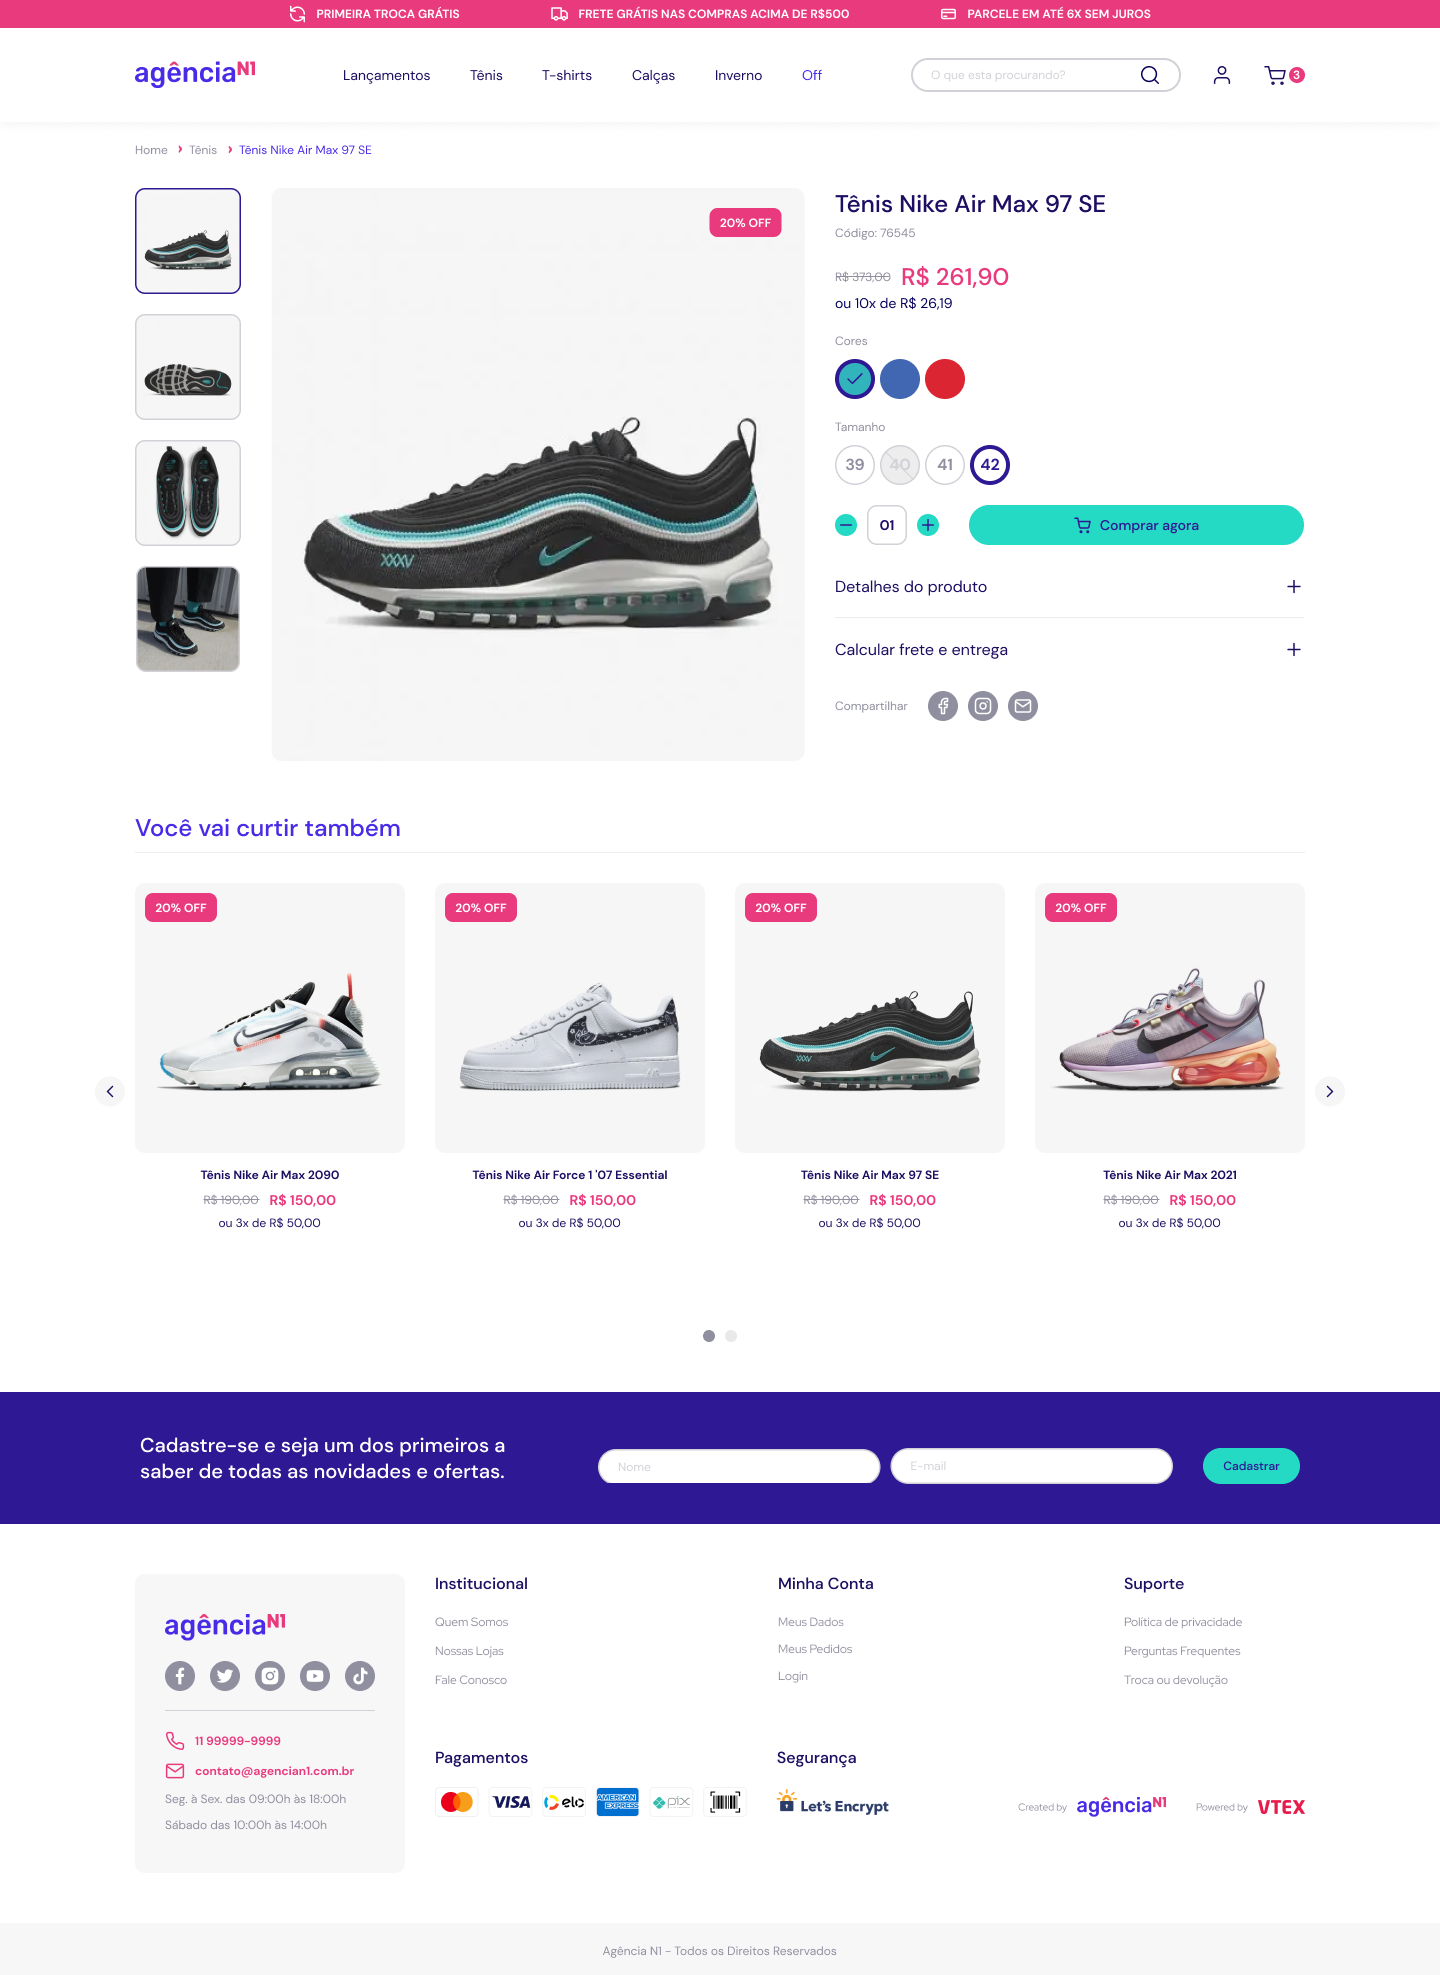 PRIMEIRA TROCA GRÁTIS
FRETE GRÁTIS NAS COMPRAS ACIMA DE R$500
PARCELE EM ATÉ 6X SEM JUROS
agênciaN1
Lançamentos
Tênis
T-shirts
Calças
Inverno
Off
O que esta procurando?
3
Home
Tênis
Tênis Nike Air Max 97 SE
20% OFF
XXXV
Tênis Nike Air Max 97 SE
Código: 76545
R$ 373,00 R$ 261,90
ou 10x de R$ 26,19
Cores
Tamanho
39
40
41
42
01
Comprar agora
Detalhes do produto
Calcular frete e entrega
Compartilhar
Você vai curtir também
20% OFF
20% OFF
20% OFF
20% OFF
Tênis Nike Air Max 2090
R$ 190,00 R$ 150,00
ou 3x de R$ 50,00
Tênis Nike Air Force 1 '07 Essential
R$ 190,00 R$ 150,00
ou 3x de R$ 50,00
Tênis Nike Air Max 97 SE
R$ 190,00 R$ 150,00
ou 3x de R$ 50,00
Tênis Nike Air Max 2021
R$ 190,00 R$ 150,00
ou 3x de R$ 50,00
Cadastre-se e seja um dos primeiros a
saber de todas as novidades e ofertas.
Nome
E-mail
Cadastrar
agênciaN1
11 99999-9999
contato@agencian1.com.br
Seg. à Sex. das 09:00h às 18:00h
Sábado das 10:00h às 14:00h
Institucional
Quem Somos
Nossas Lojas
Fale Conosco
Minha Conta
Meus Dados
Meus Pedidos
Login
Suporte
Política de privacidade
Perguntas Frequentes
Troca ou devolução
Pagamentos
VISA
elo
AMERICAN
EXPRESS
pix
Segurança
Let's Encrypt
Created by
agênciaN1
Powered by
VTEX
Agência N1 - Todos os Direitos Reservados